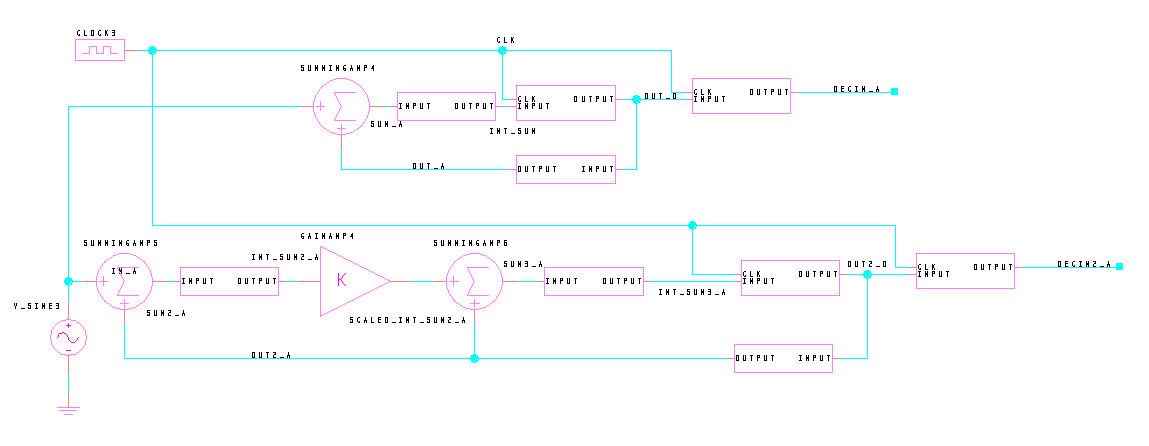 CLOCK3
CLK
SUMMINGAMP4
CLK
OUTPUT
DECIN_A
INPUT
OUTPUT
CLK
OUTPUT
OUT_D
INPUT
INPUT
SUM_A
INT_SUM
OUT_A
OUTPUT
INPUT
GAINAMP4
SUMMINGAMP5
SUMMINGAMP6
INT_SUM2_A
SUM3_A
OUT2_D
DECIN2_A
IN_A
CLK
OUTPUT
CLK
OUTPUT
INPUT
INPUT
INPUT
OUTPUT
K
INPUT
OUTPUT
INT_SUM3_A
V_SINE3
SUM2_A
SCALED_INT_SUM2_A
OUT2_A
OUTPUT
INPUT